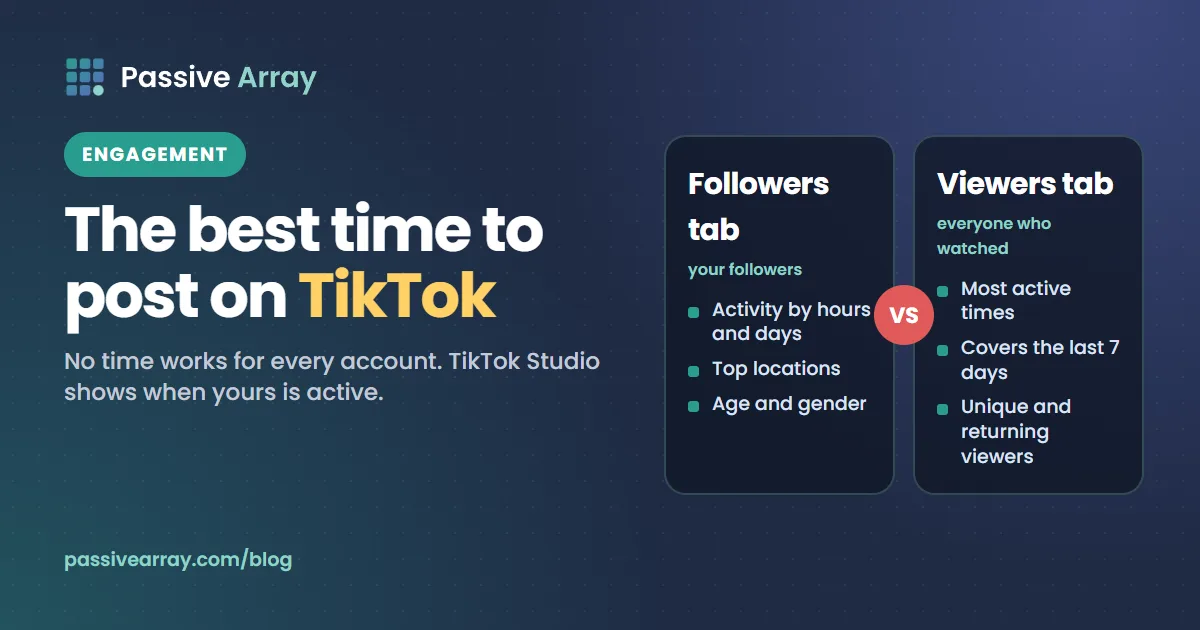 Passive Array
ENGAGEMENT
The best time to
post on TikTok
No time works for every account. TikTok Studio
shows when yours is active.
passivearray.com/blog
Followers
tab
your followers
Activity by hours
and days
Top locations
Age and gender
VS
Viewers tab
everyone who
watched
Most active
times
Covers the last 7
days
Unique and
returning
viewers